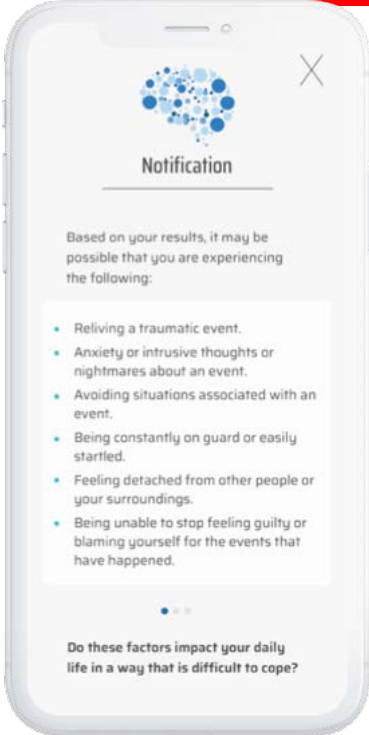 Notification
Based on your results, it may be
possible that you are experiencing
the following:
Reliving a traumatic event.
Anxiety or intrusive thoughts or
nightmares about an event.
Avoiding situations associated with an
event.
Being constantly on guard or easily
startled.
Feeling detached from other people or
your surroundings.
Being unable to stop feeling guilty or
blaming yourself for the events that
have happened.
Do these factors impact your daily
life in a way that is difficult to cope?